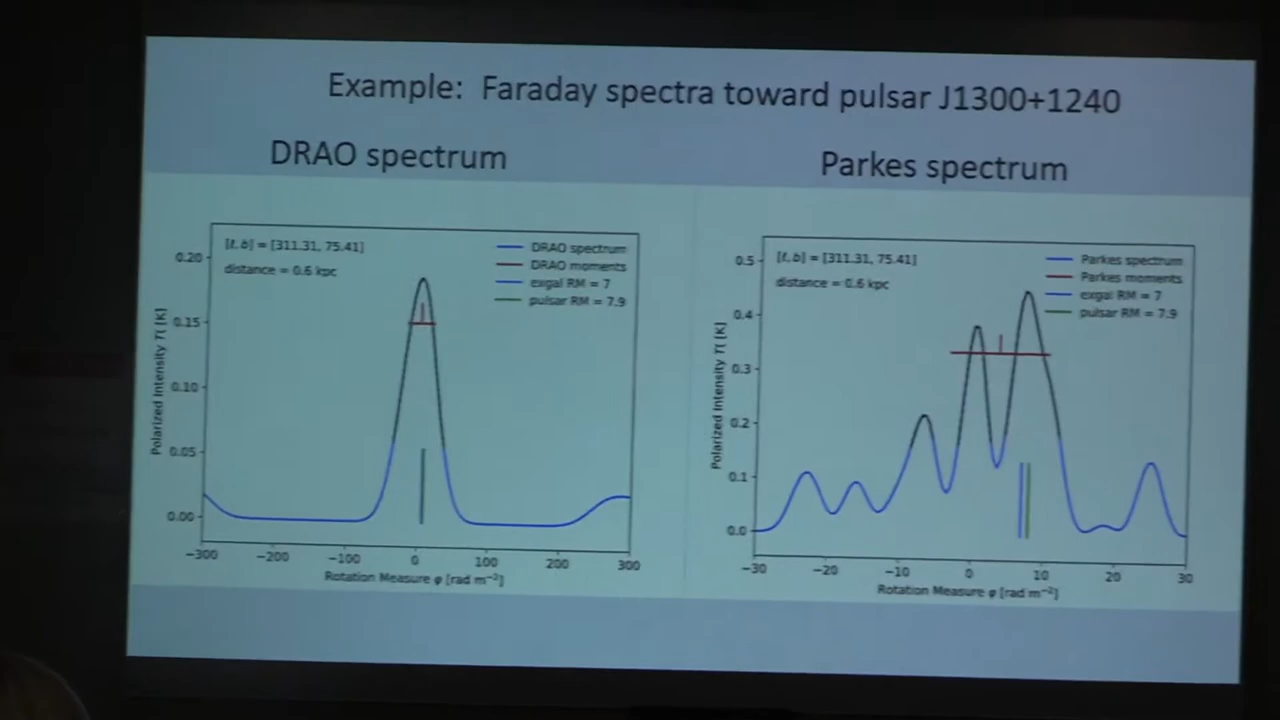 Example: Faraday spectra toward pulsar J1300+1240
DRAO spectrum
Parkes spectrum
[ℓ, b] = [311.31, 75.41]
distance = 0.6 kpc
DRAO spectrum
DRAO moments
exgal RM = 7
pulsar RM = 7.9
Polarized Intensity T [K]
0.20
0.15
0.10
0.05
0.00
−300 −200 −100 0 100 200 300
Rotation Measure φ [rad m⁻²]
[ℓ, b] = [311.31, 75.41]
distance = 0.6 kpc
Parkes spectrum
Parkes moments
exgal RM = 7
pulsar RM = 7.9
Polarized Intensity T [K]
0.5
0.4
0.3
0.2
0.1
0.0
−30 −20 −10 0 10 20 30
Rotation Measure φ [rad m⁻²]